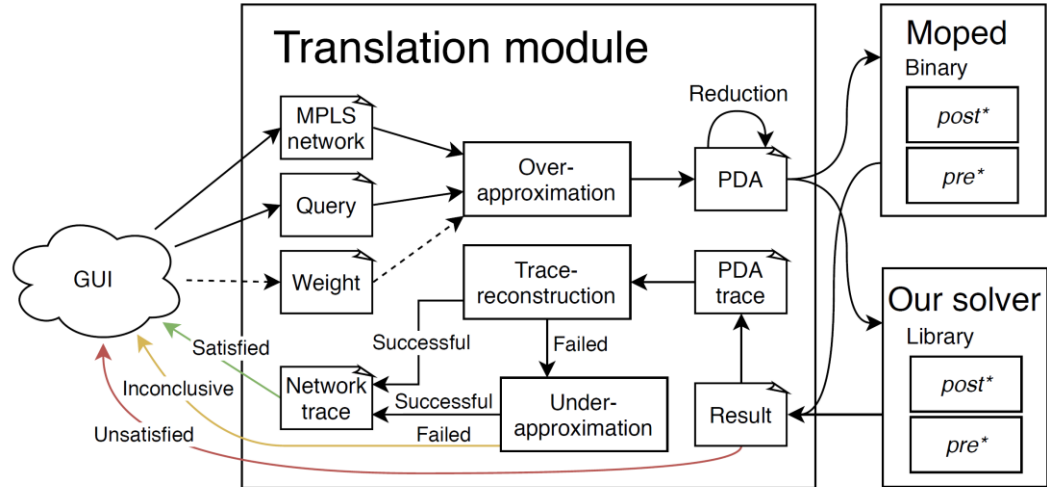 Translation module
Moped
Binary
post*
pre*
MPLS
network
Reduction
Over-
approximation
PDA
Query
GUI
Weight
Trace-
reconstruction
PDA
trace
Our solver
Library
post*
pre*
Satisfied
Successful
Failed
Inconclusive
Network
trace
Successful
Under-
approximation
Result
Unsatisfied
Failed